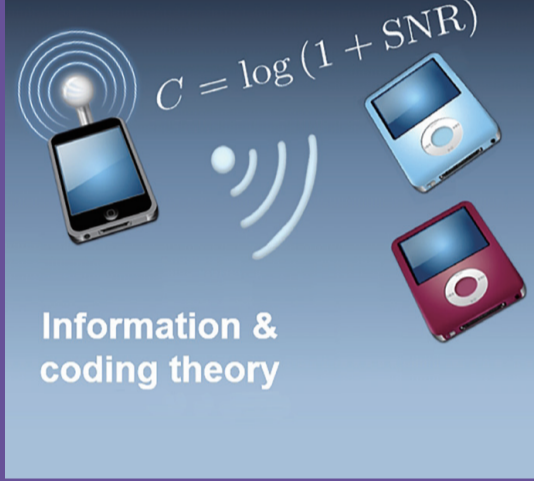 C = log (1 + SNR)
Information &
coding theory